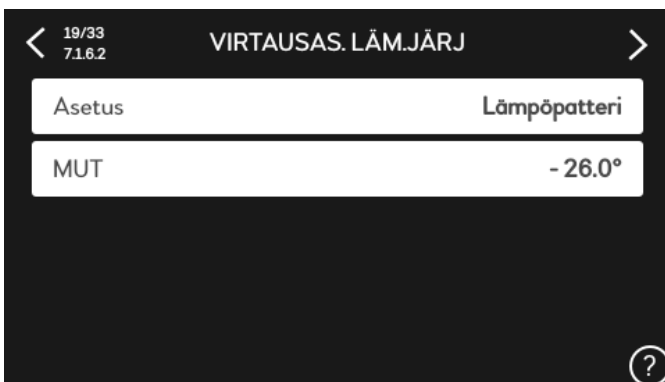 19/33
7.1.6.2
VIRTAUSAS. LÄM.JÄRJ
Asetus Lämpöpatteri
MUT - 26.0°
?